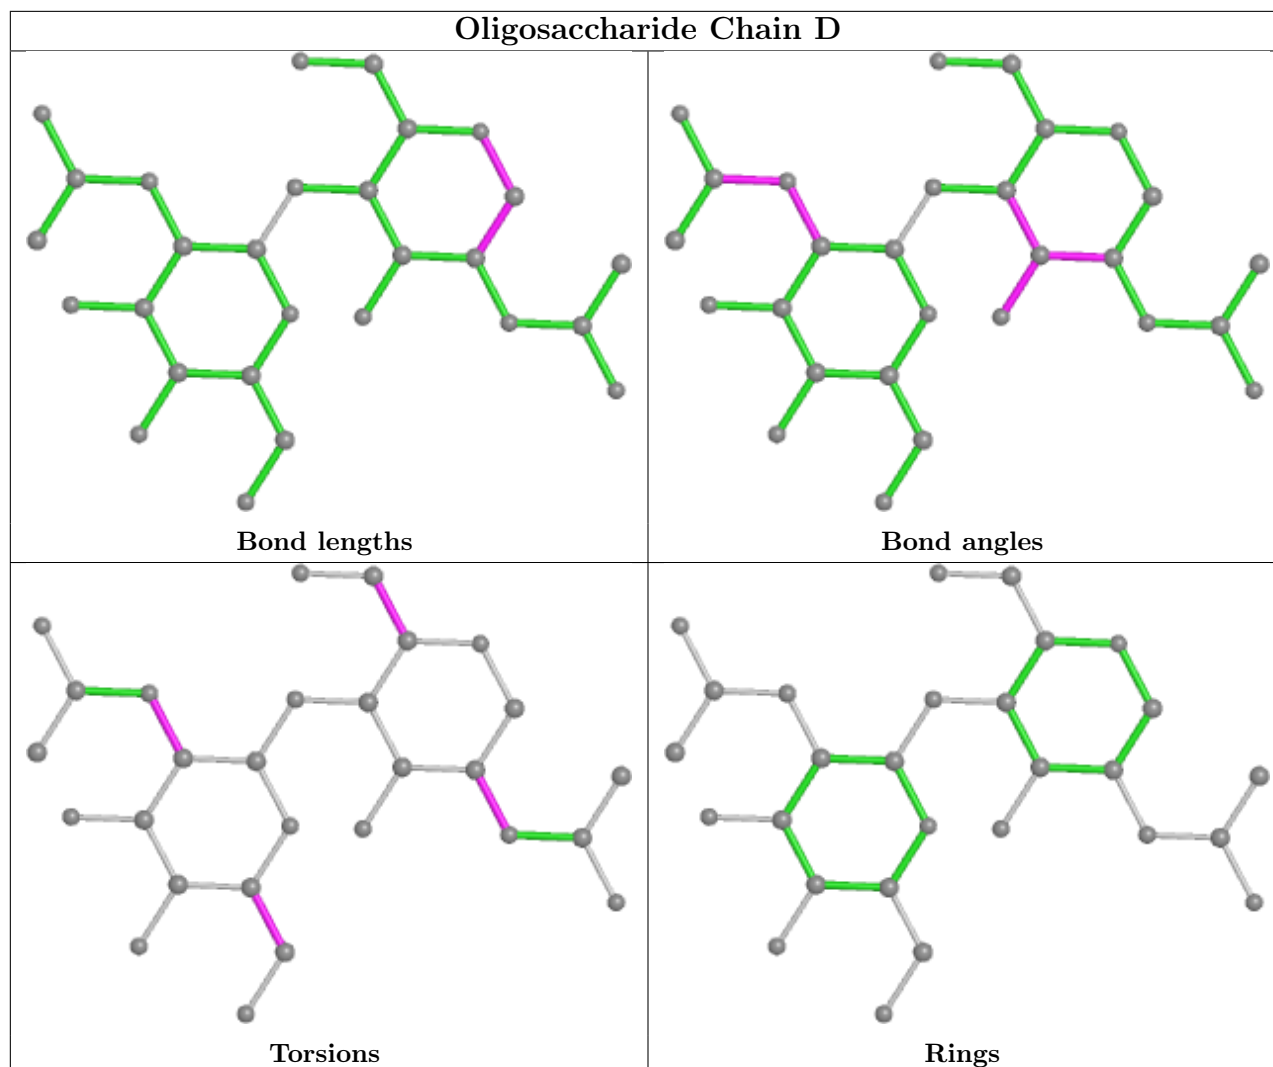 Oligosaccharide Chain D
Bond lengths
Bond angles
Torsions
Rings